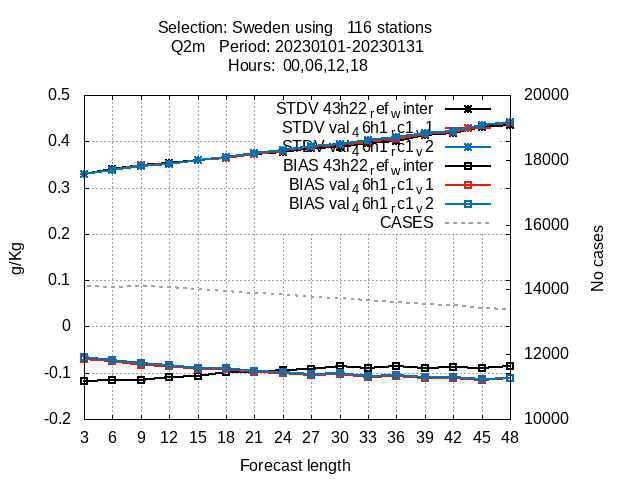 Selection: Sweden using   116 stations
Q2m   Period: 20230101-20230131
Hours: 00,06,12,18
0.5
0.4
0.3
0.2
0.1
0
-0.1
-0.2
g/Kg
STDV 43h22_ref_winter
STDV val_46h1_rc1_v1
STDV val_46h1_rc1_v2
BIAS 43h22_ref_winter
BIAS val_46h1_rc1_v1
BIAS val_46h1_rc1_v2
CASES
20000
18000
16000
14000
12000
10000
No cases
3 6 9 12 15 18 21 24 27 30 33 36 39 42 45 48
Forecast length